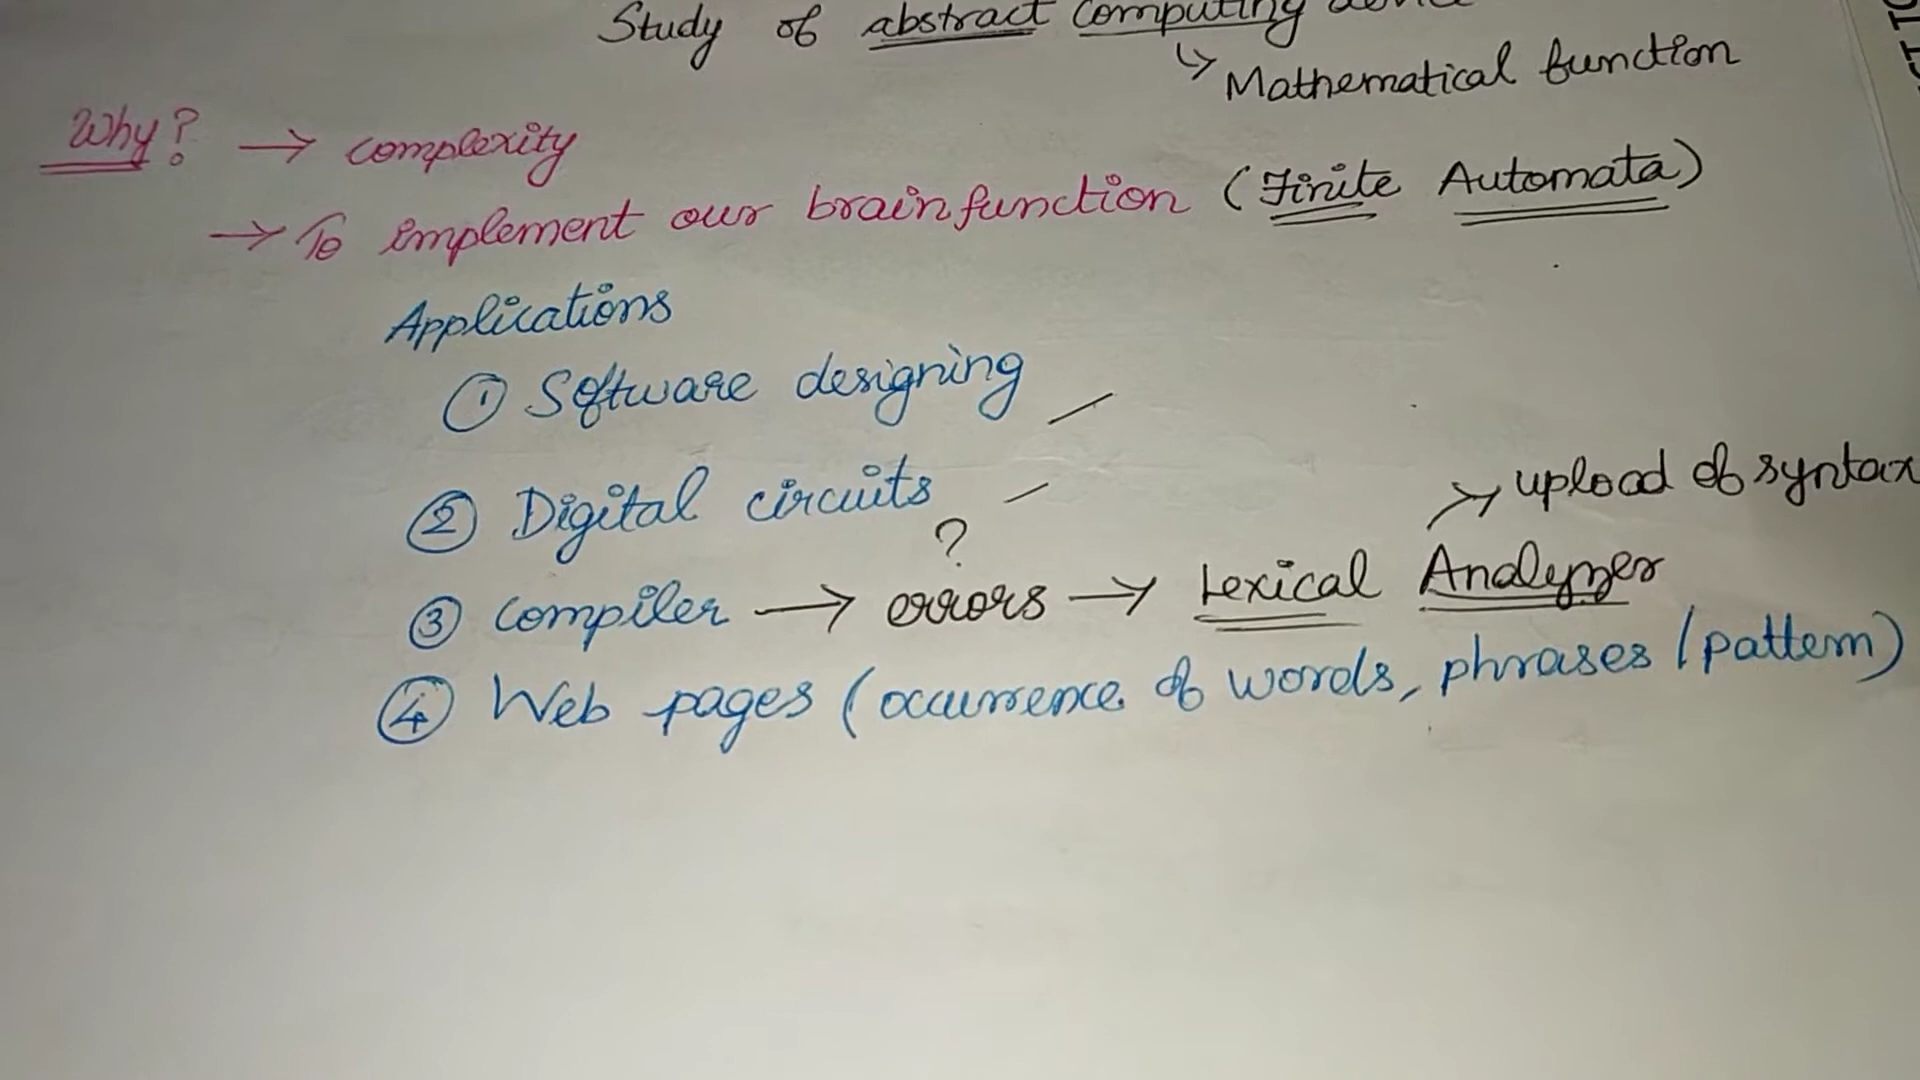 Study of abstract computing
↳ Mathematical function
Why? → complexity
→ To implement our brain function (Finite Automata)
Applications
① Software designing
② Digital circuits
→ upload of syntax
?
③ compiler → errors → Lexical Analyzer
④ Web pages (occurrence of words, phrases / pattern)